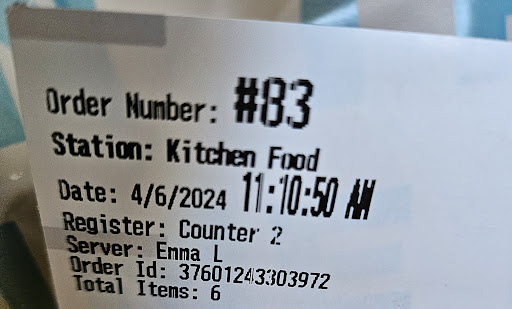 Order Number: #83
Station: Kitchen Food
Date: 4/6/2024 11:10:50 AM
Register: Counter 2
Server: Emma L
Order Id: 37601243303972
Total Items: 6